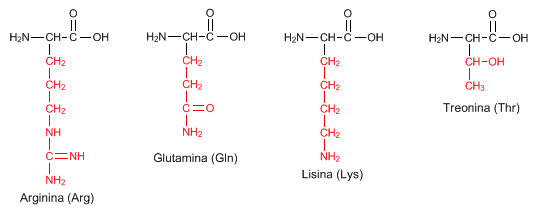 O
H₂N—CH—C—OH
CH₂
CH₂
CH₂
NH
C=NH
NH₂
Arginina (Arg)
O
H₂N—CH—C—OH
CH₂
CH₂
C=O
NH₂
Glutamina (Gln)
O
H₂N—CH—C—OH
CH₂
CH₂
CH₂
CH₂
NH₂
Lisina (Lys)
O
H₂N—CH—C—OH
CH—OH
CH₃
Treonina (Thr)